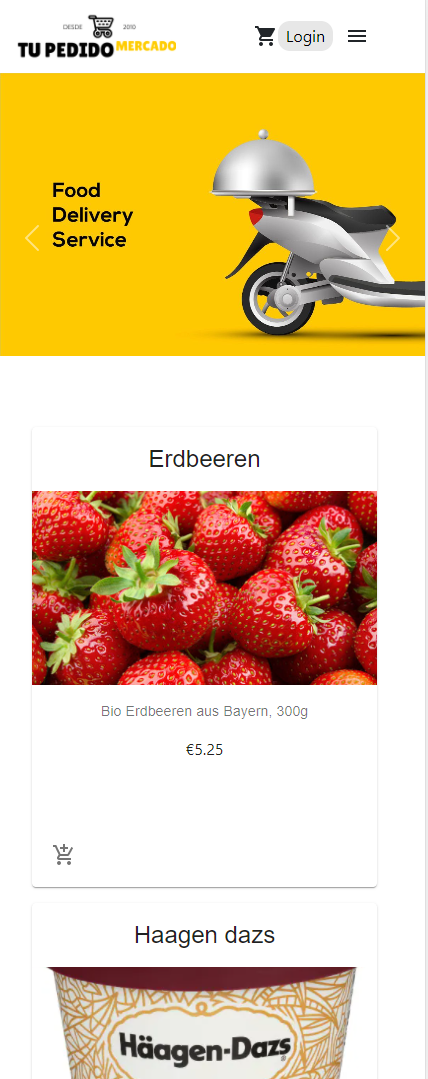 DESDE 2010
TU PEDIDO MERCADO
Login
Food
Delivery
Service
Erdbeeren
Bio Erdbeeren aus Bayern, 300g
€5.25
Haagen dazs
Häagen-Dazs